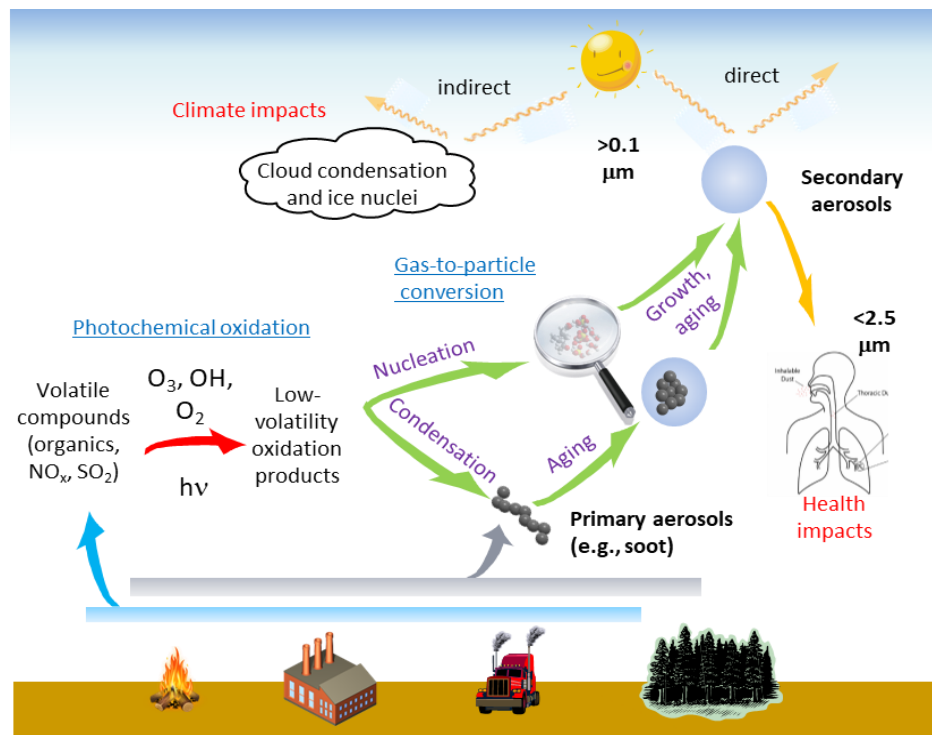 indirect
direct
Climate impacts
Cloud condensation
and ice nuclei
>0.1
μm
Secondary
aerosols
Gas-to-particle
conversion
Growth,
aging
<2.5
μm
Photochemical oxidation
Nucleation
Inhalable
Dust
Thoracic Du
O3, OH,
O2
Volatile
compounds
(organics,
NOx, SO2)
Low-
volatility
oxidation
products
hν
Condensation
Aging
Primary aerosols
(e.g., soot)
Health
impacts